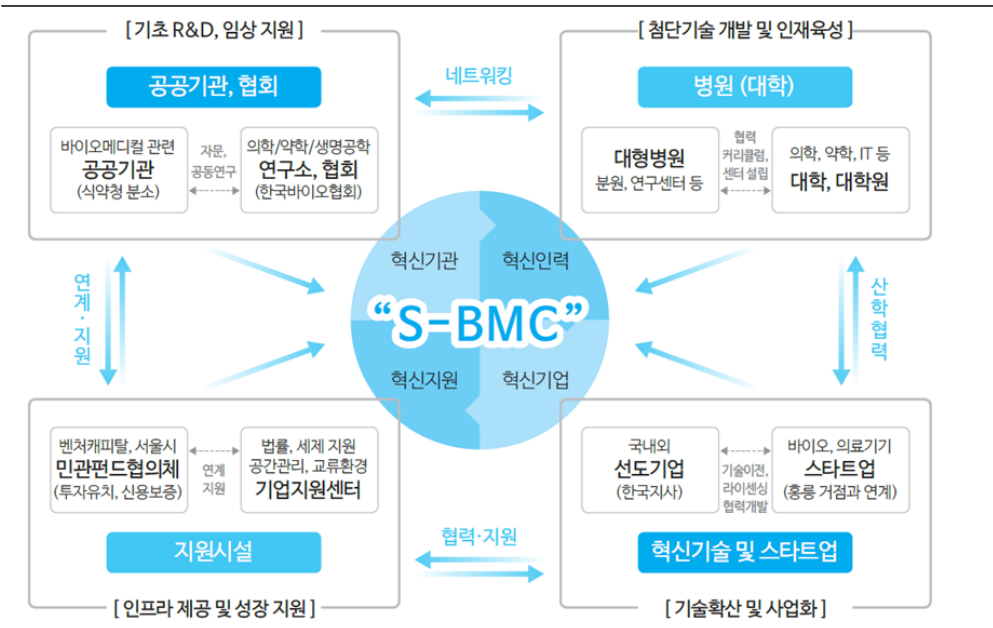 [ 기초 R&D, 임상 지원 ]
공공기관, 협회
바이오메디컬 관련
공공기관
(식약청 분소)
자문,
공동연구
의학/약학/생명공학
연구소, 협회
(한국바이오협회)
네트워킹
[ 첨단기술 개발 및 인재육성 ]
병원 (대학)
대형병원
분원, 연구센터 등
협력
커리큘럼,
센터 설립
의학, 약학, IT 등
대학, 대학원
연계·지원
혁신기관
혁신인력
“S-BMC”
혁신지원
혁신기업
산학협력
벤처캐피탈, 서울시
민관펀드협의체
(투자유치, 신용보증)
연계
지원
법률, 세제 지원
공간관리, 교류환경
기업지원센터
지원시설
[ 인프라 제공 및 성장 지원 ]
협력·지원
국내외
선도기업
(한국지사)
기술이전,
라이센싱
협력개발
바이오, 의료기기
스타트업
(홍릉 거점과 연계)
혁신기술 및 스타트업
[ 기술확산 및 사업화 ]